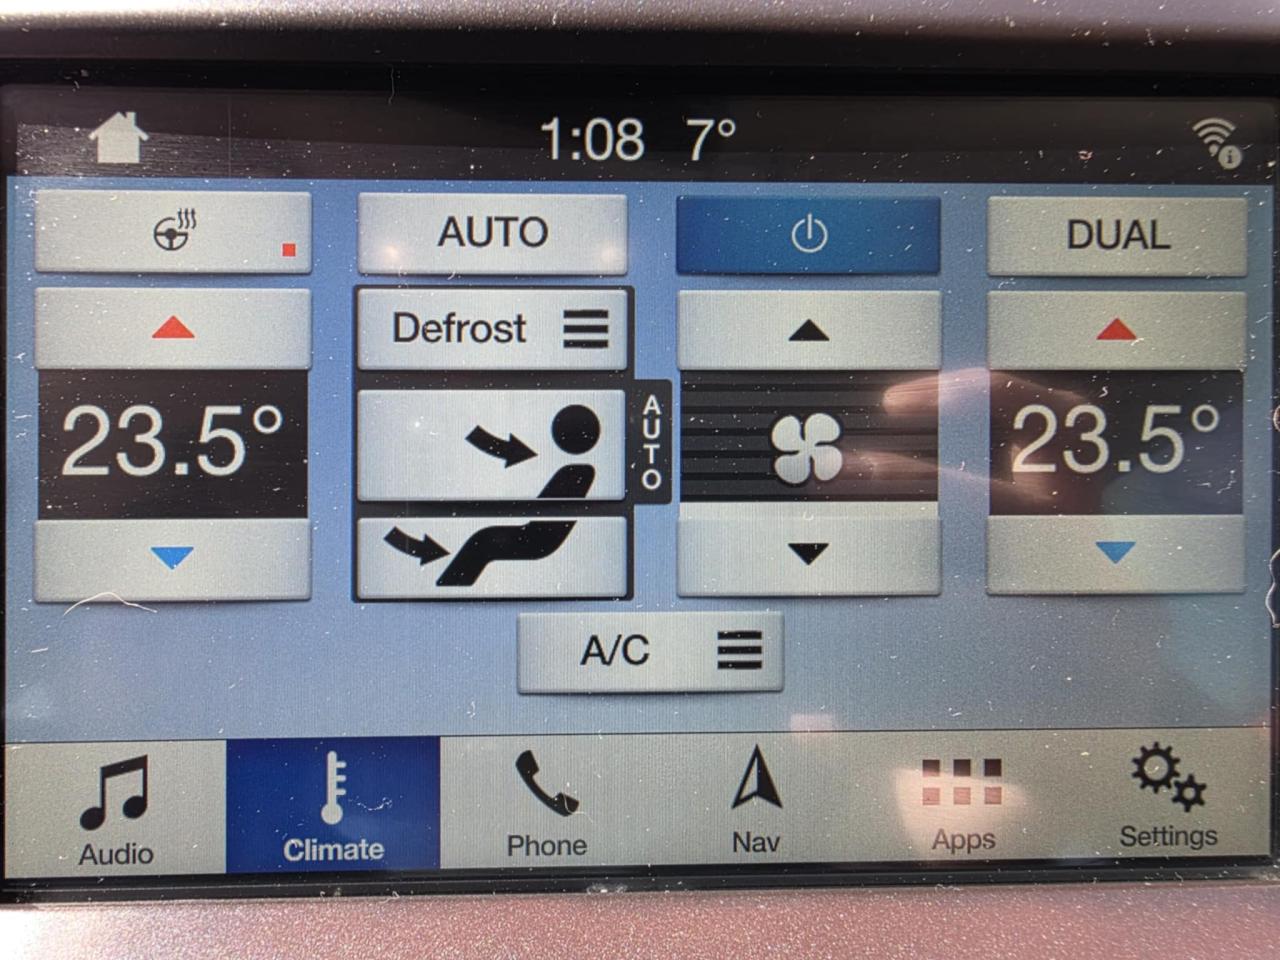 1:08 7°
AUTO
DUAL
Defrost
AUTO
23.5°
23.5°
A/C
Audio
Climate
Phone
Nav
Apps
Settings